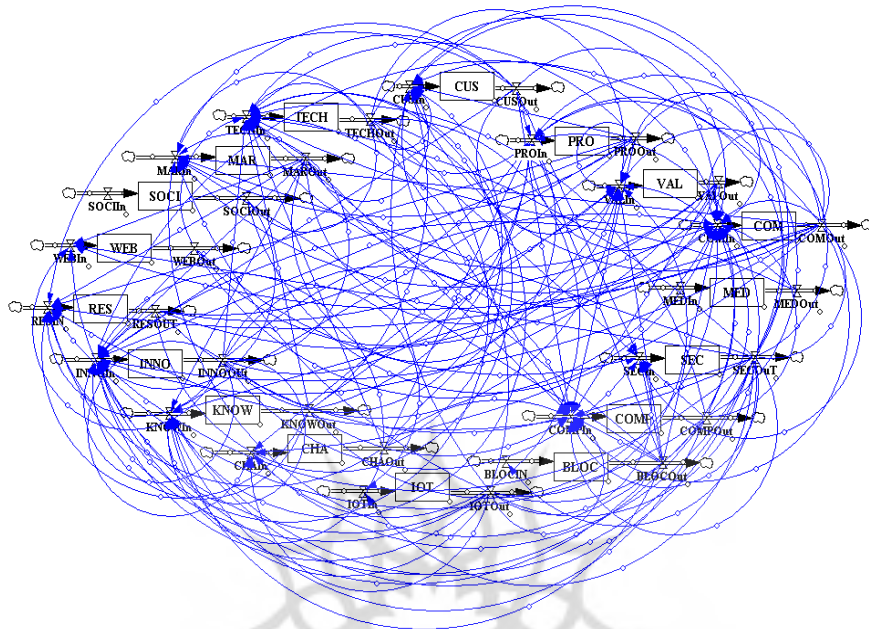 CUS
CUSIn
CUSOut
TECH
TECHIn
TECHOut
PRO
PROIn
PROOut
MAR
MARIn
MAROut
VAL
VALIn
VALOut
SOCI
SOCIIn
SOCIOut
COM
COMIn
COMOut
WEB
WEBIn
WEBOut
MED
MEDIn
MEDOut
RES
RESIN
RESOUT
SEC
SECIn
SECOuT
INNO
INNOIn
INNOOUt
KNOW
KNOWIn
KNOWOut
COMP
COMPIn
COMPOut
CHA
CHAIn
CHAOut
BLOC
BLOCIN
BLOCOut
IOT
IOTIn
IOTOut